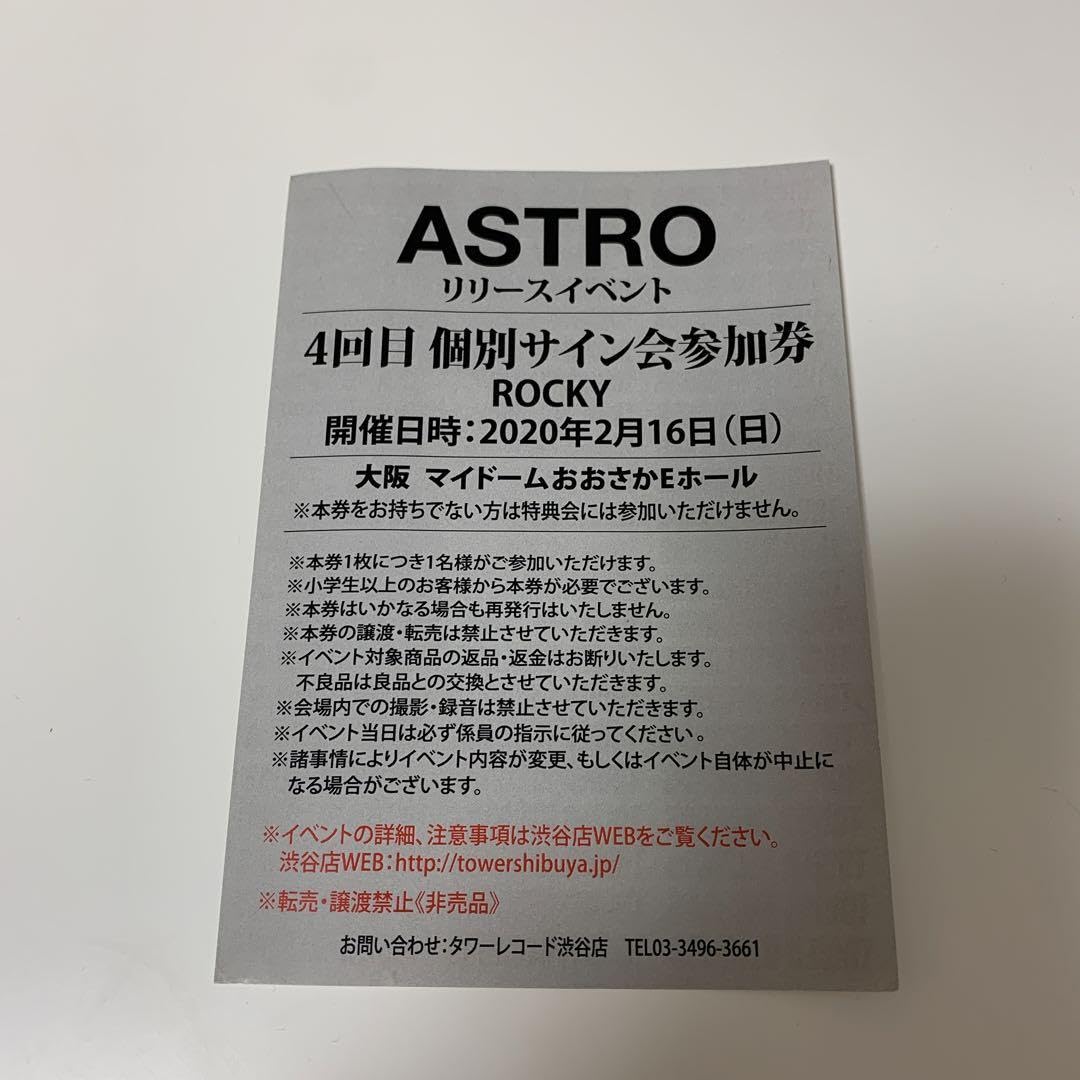 ASTRO
リリースイベント
4回目 個別サイン会参加券
ROCKY
開催日時：2020年2月16日（日）
大阪 マイドームおおさかEホール
※本券をお持ちでない方は特典会には参加いただけません。
※本券1枚につき1名様がご参加いただけます。
※小学生以上のお客様から本券が必要でございます。
※本券はいかなる場合も再発行はいたしません。
※本券の譲渡・転売は禁止させていただきます。
※イベント対象商品の返品・返金はお断りいたします。
不良品は良品との交換とさせていただきます。
※会場内での撮影・録音は禁止させていただきます。
※イベント当日は必ず係員の指示に従ってください。
※諸事情によりイベント内容が変更、もしくはイベント自体が中止に
なる場合がございます。
※イベントの詳細、注意事項は渋谷店WEBをご覧ください。
渋谷店WEB：http://towershibuya.jp/
※転売・譲渡禁止《非売品》
お問い合わせ：タワーレコード渋谷店 TEL03-3496-3661